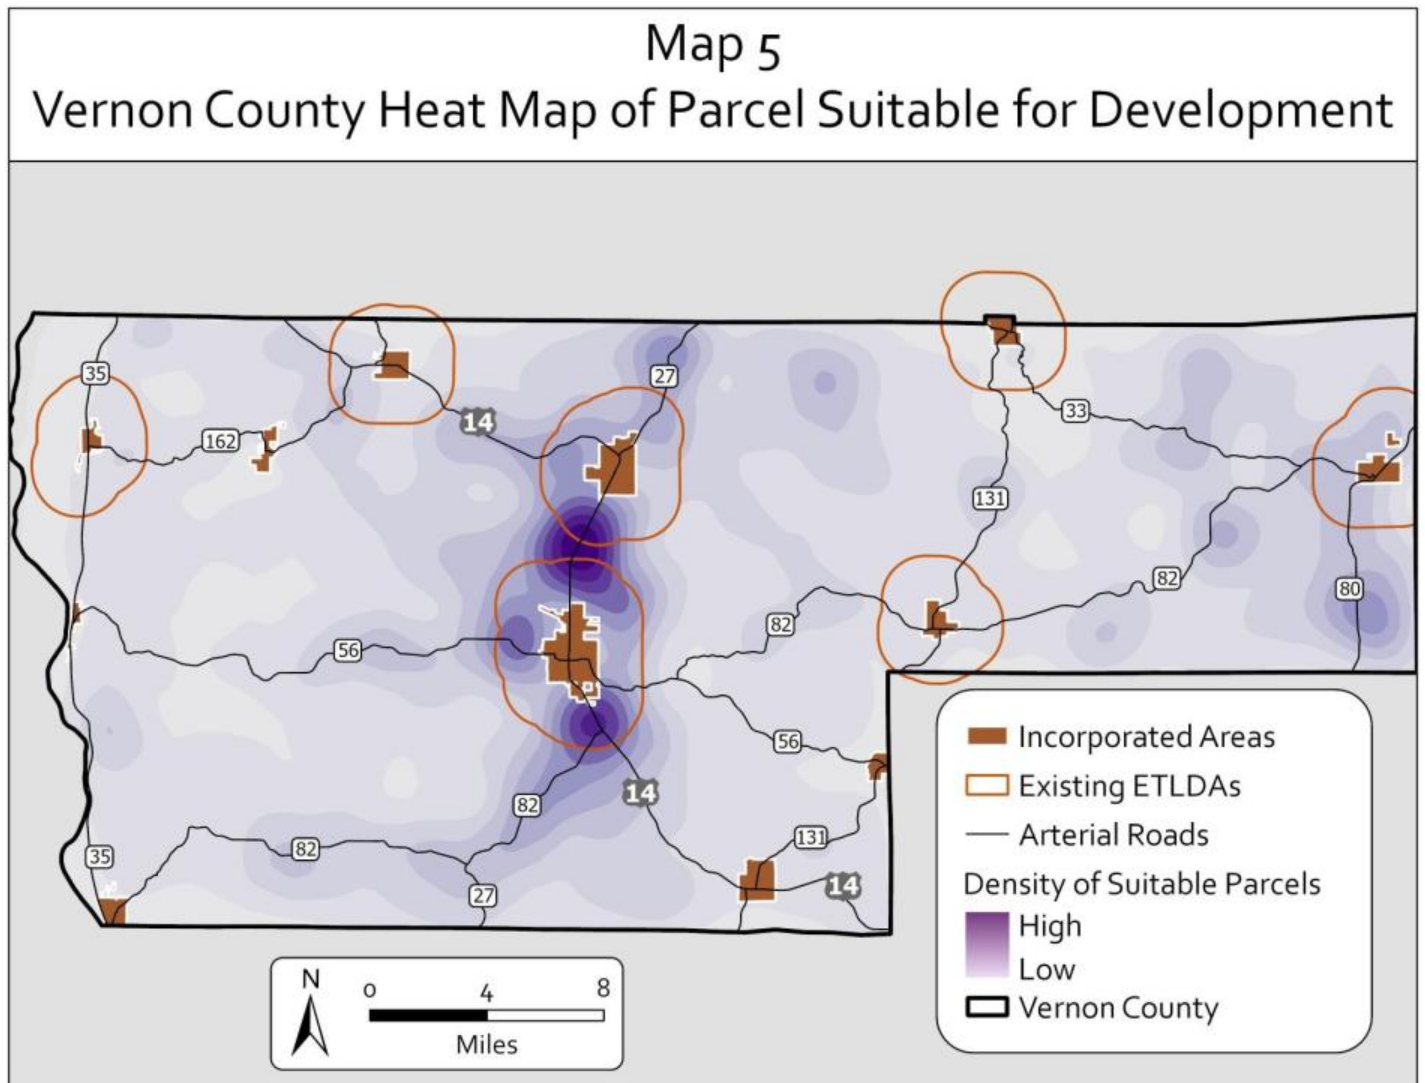 Map 5
Vernon County Heat Map of Parcel Suitable for Development
35
27
14
33
162
131
82
80
82
56
56
14
82
131
82
35
14
27
Incorporated Areas
Existing ETLDAs
Arterial Roads
Density of Suitable Parcels
High
Low
Vernon County
N
0 4 8
Miles